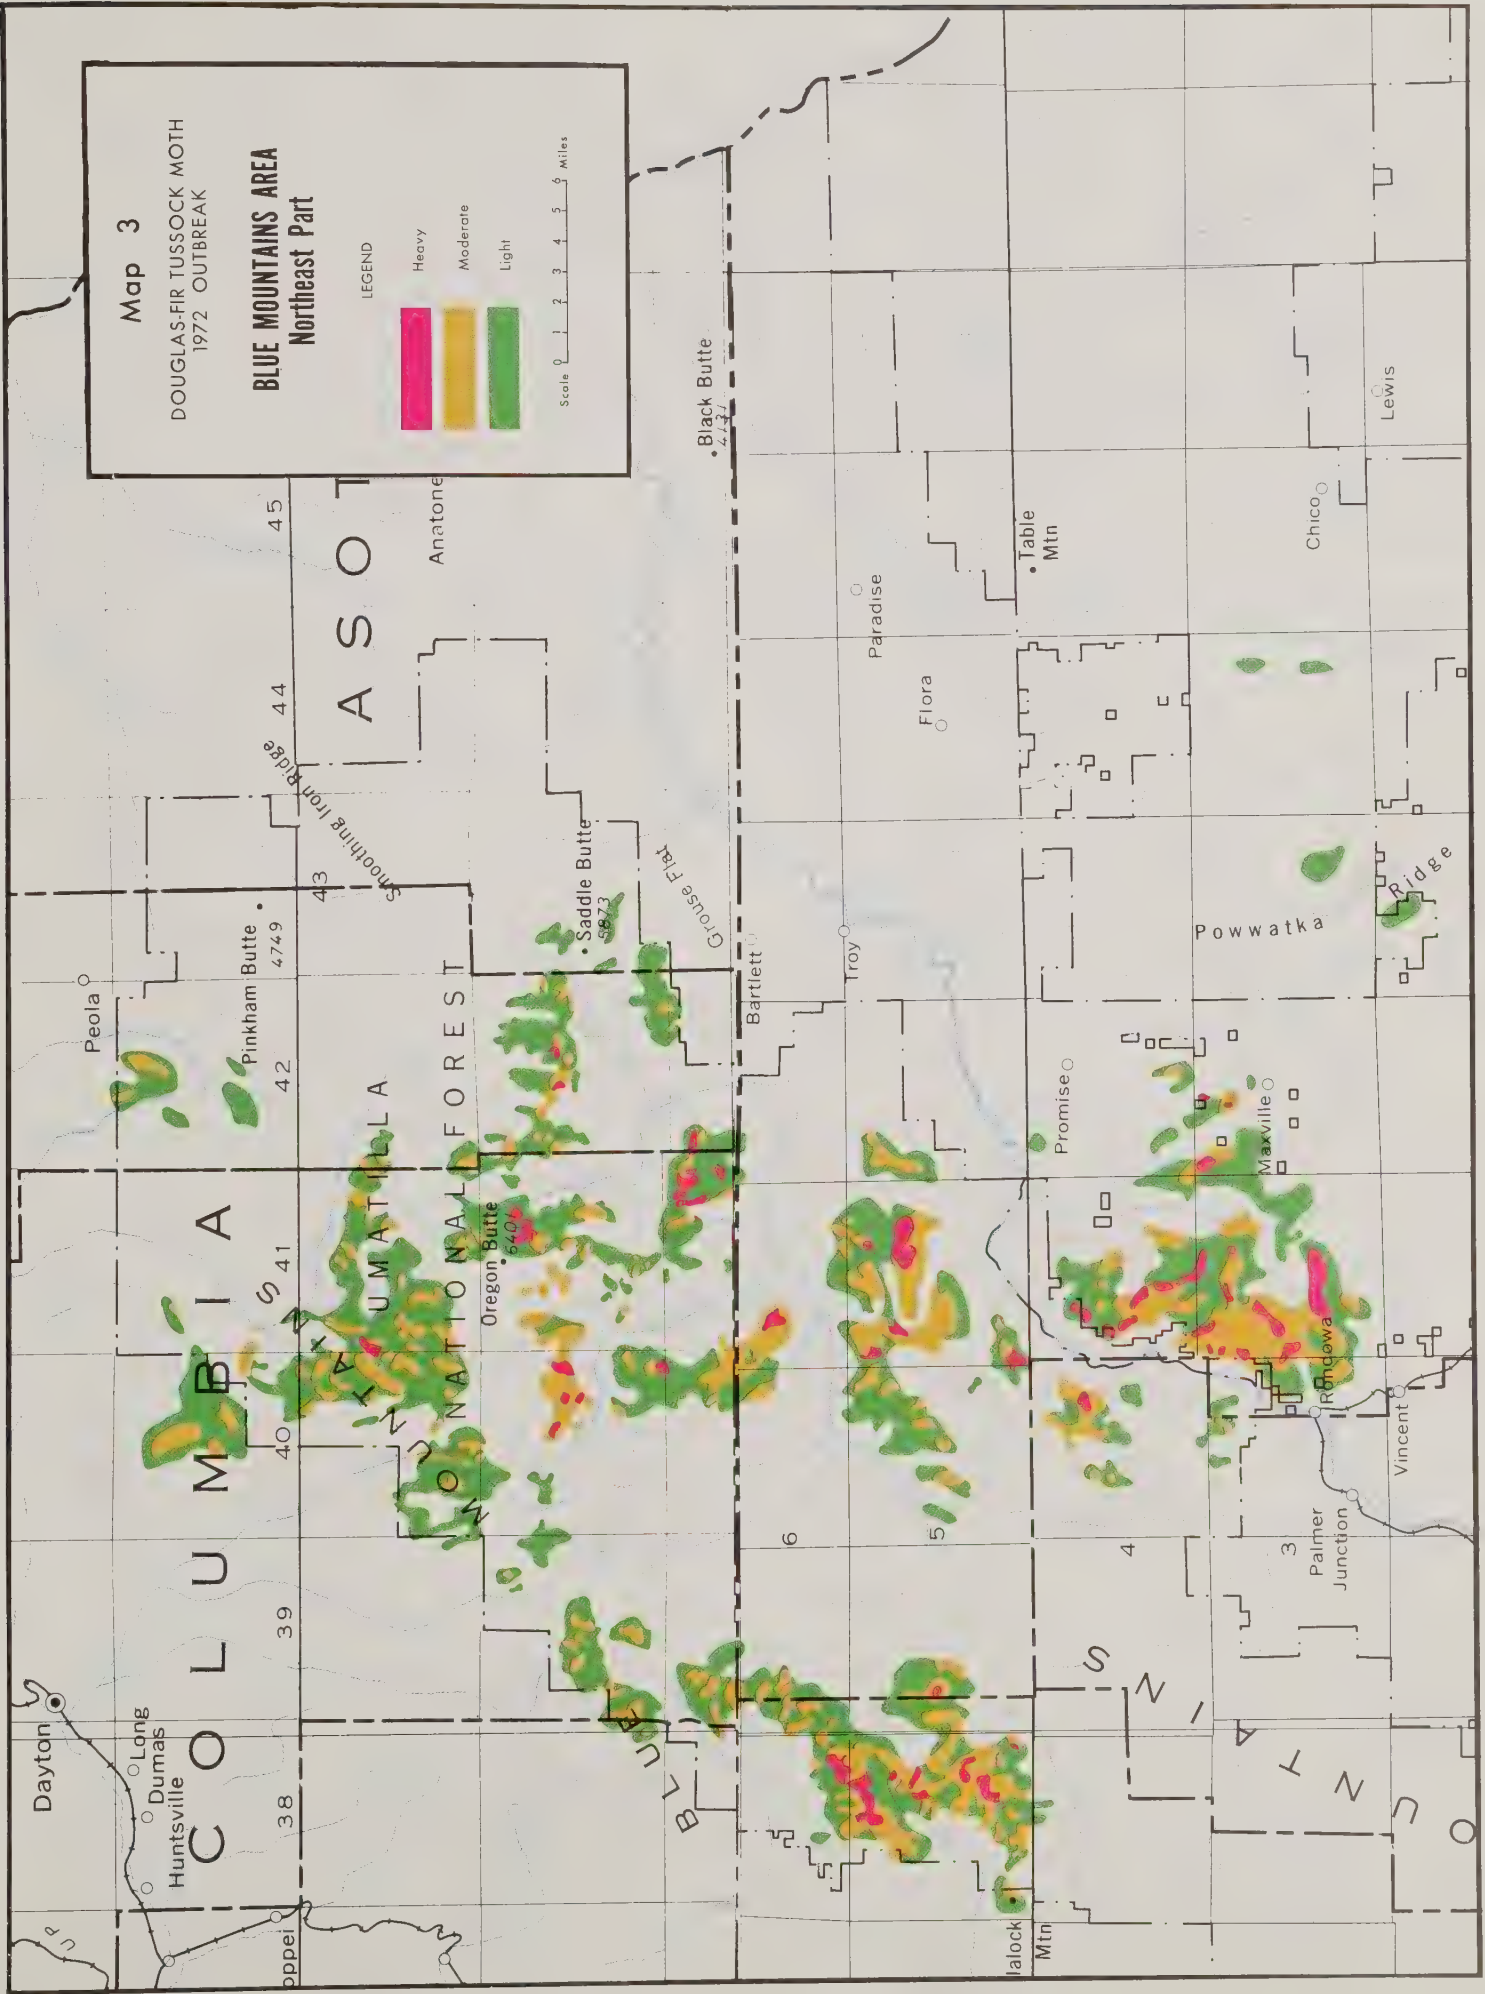 Map 3
DOUGLAS-FIR TUSSOCK MOTH
1972 OUTBREAK
BLUE MOUNTAINS AREA
Northeast Part
LEGEND
Heavy
Moderate
Light
Scale 0 1 2 3 4 5 6 Miles
UP
Dayton
Long
Dumas
Huntsville
COLUMBIA
Peola
Pinkham Butte
4749
38
39
40
41
42
43
44
45
Smoothing Iron Ridge
ASOT
Anatone
UMATILLA
NATIONAL FOREST
BLUE MOUNTAINS
Oregon Butte
6401
Saddle Butte
5873
Grouse Flat
Black Butte
Bartlett
Troy
Paradise
Flora
Table
Mtn
6
5
4
3
Promise
Maxville
Powwatka
Ridge
Chico
Lewis
Rondowa
Vincent
Palmer
Junction
Mtn
OUNTAINS